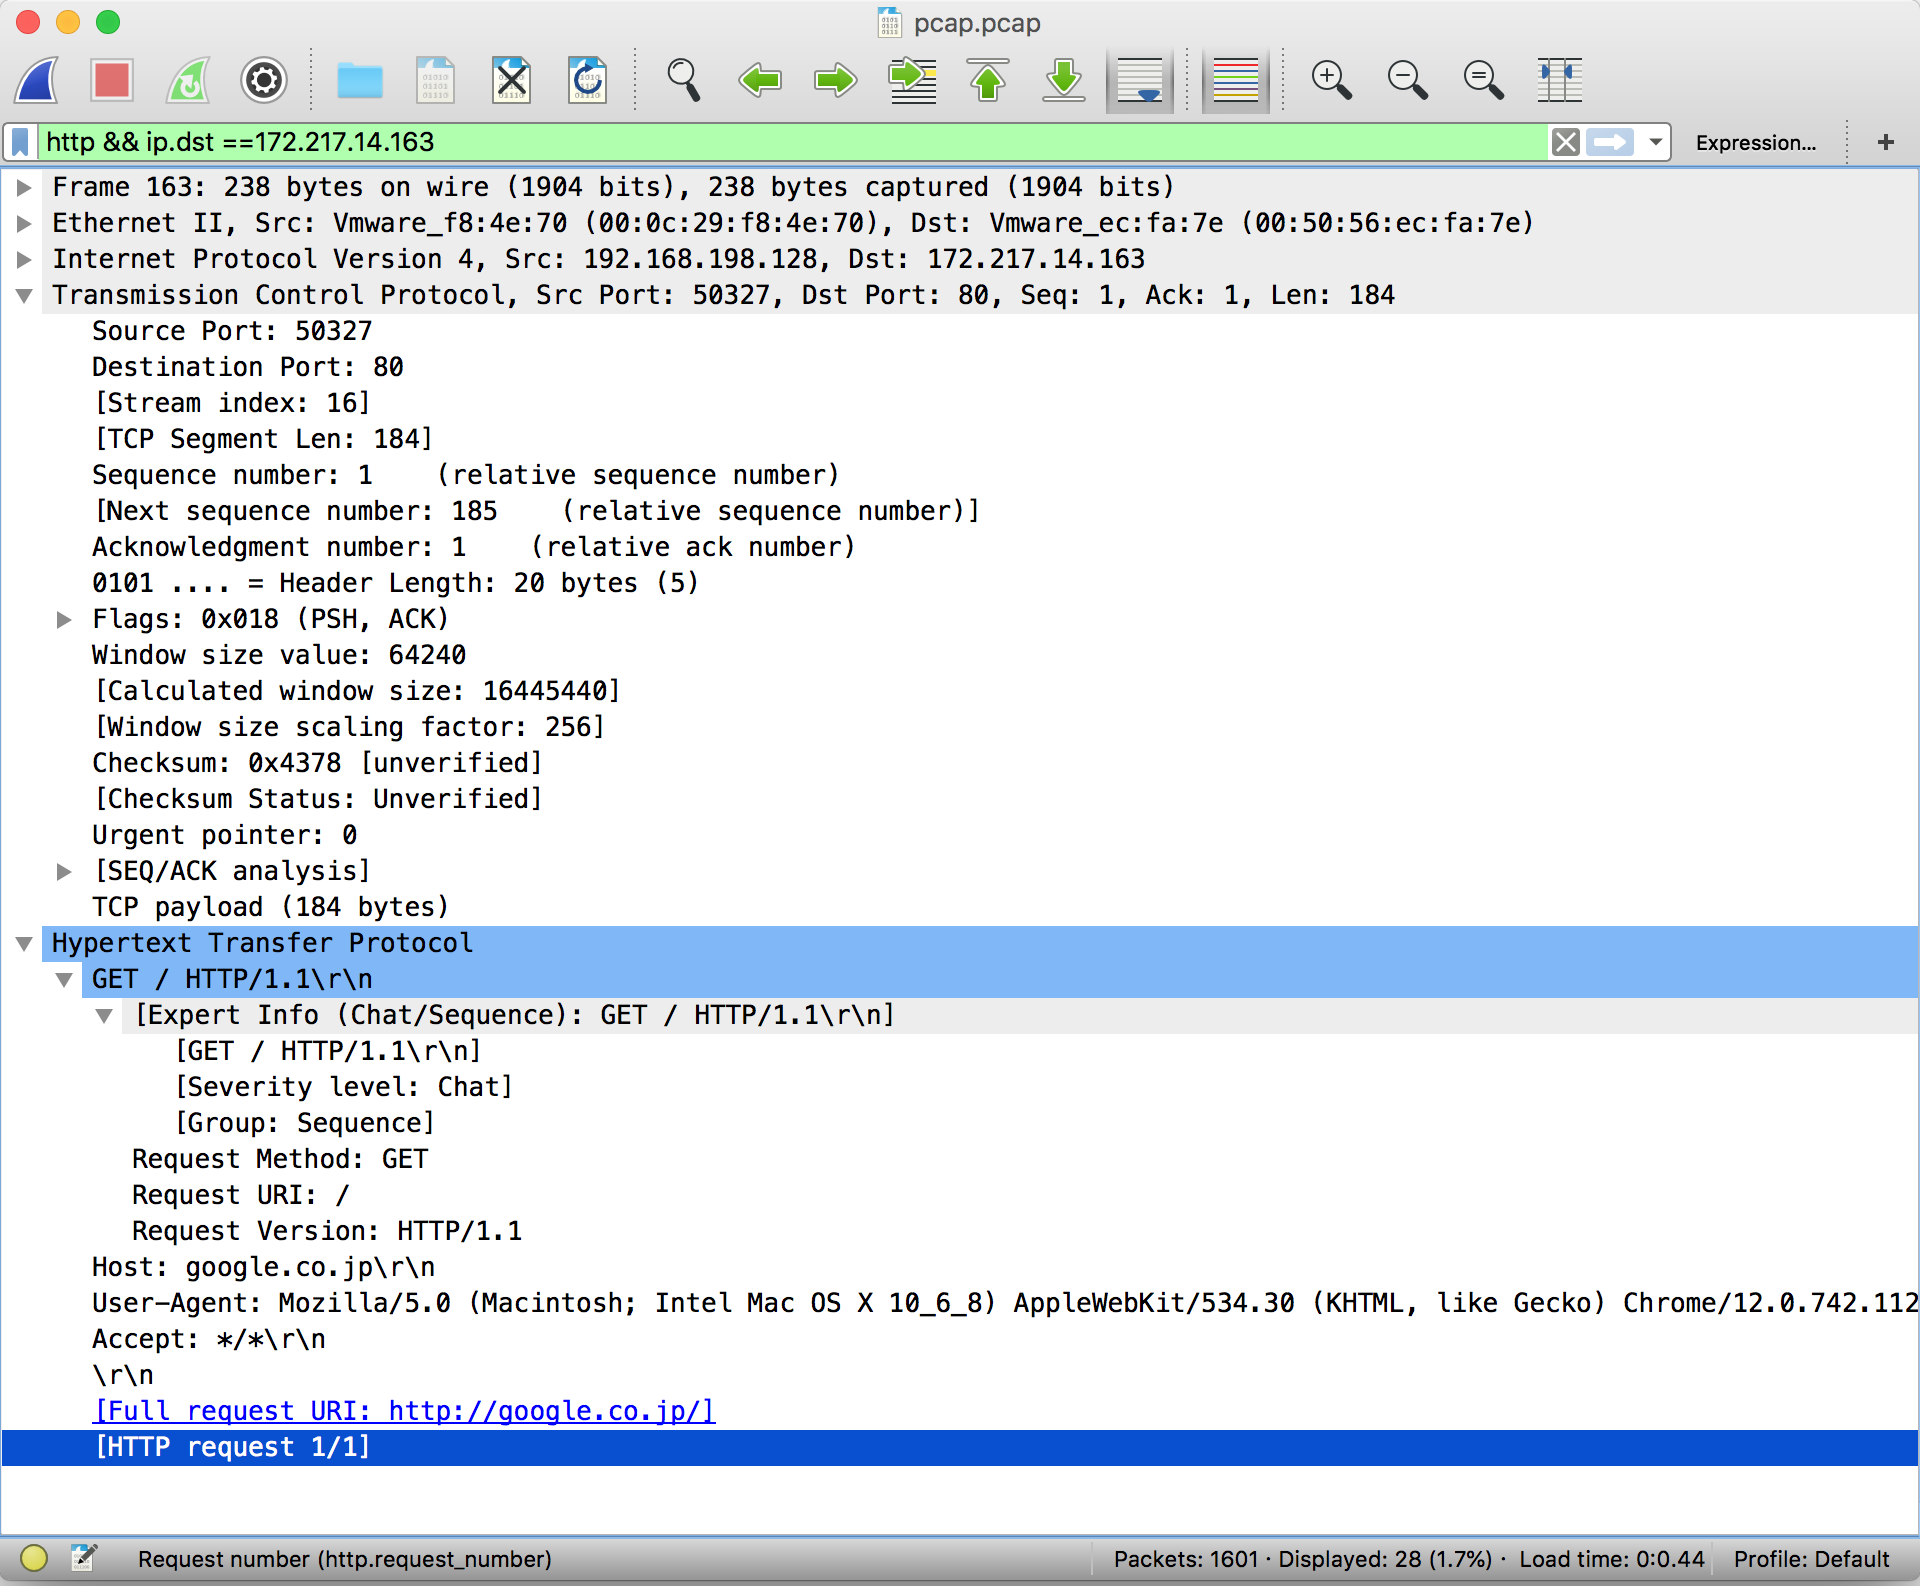 pcap.pcap
http && ip.dst ==172.217.14.163
Expression...
+
Frame 163: 238 bytes on wire (1904 bits), 238 bytes captured (1904 bits)
Ethernet II, Src: Vmware_f8:4e:70 (00:0c:29:f8:4e:70), Dst: Vmware_ec:fa:7e (00:50:56:ec:fa:7e)
Internet Protocol Version 4, Src: 192.168.198.128, Dst: 172.217.14.163
Transmission Control Protocol, Src Port: 50327, Dst Port: 80, Seq: 1, Ack: 1, Len: 184
Source Port: 50327
Destination Port: 80
[Stream index: 16]
[TCP Segment Len: 184]
Sequence number: 1    (relative sequence number)
[Next sequence number: 185    (relative sequence number)]
Acknowledgment number: 1    (relative ack number)
0101 .... = Header Length: 20 bytes (5)
Flags: 0x018 (PSH, ACK)
Window size value: 64240
[Calculated window size: 16445440]
[Window size scaling factor: 256]
Checksum: 0x4378 [unverified]
[Checksum Status: Unverified]
Urgent pointer: 0
[SEQ/ACK analysis]
TCP payload (184 bytes)
Hypertext Transfer Protocol
GET / HTTP/1.1\r\n
[Expert Info (Chat/Sequence): GET / HTTP/1.1\r\n]
[GET / HTTP/1.1\r\n]
[Severity level: Chat]
[Group: Sequence]
Request Method: GET
Request URI: /
Request Version: HTTP/1.1
Host: google.co.jp\r\n
User-Agent: Mozilla/5.0 (Macintosh; Intel Mac OS X 10_6_8) AppleWebKit/534.30 (KHTML, like Gecko) Chrome/12.0.742.112
Accept: */*\r\n
\r\n
[Full request URI: http://google.co.jp/]
[HTTP request 1/1]
Request number (http.request_number)
Packets: 1601 · Displayed: 28 (1.7%) · Load time: 0:0.44
Profile: Default